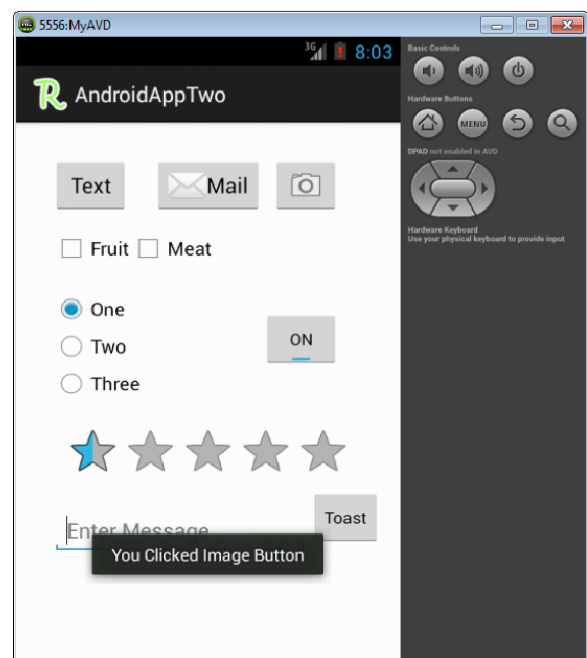 5556:MyAVD
3G 8:03
R AndroidAppTwo
Text Mail
Fruit Meat
One
Two
Three
ON
Enter Message
Toast
You Clicked Image Button
Basic Controls
Hardware Buttons
MENU
DPAD not enabled in AVD
Hardware Keyboard
Use your physical keyboard to provide input